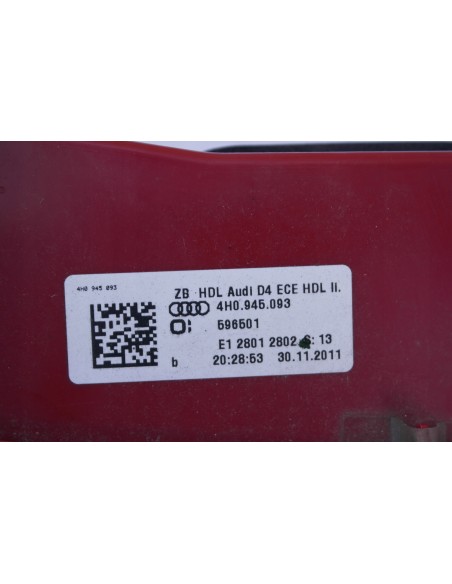 4H0 945 093
ZB HDL Audi D4 ECE HDL li.
4H0.945.093
596501
E1 2801 2802 : 13
b 20:28:53 30.11.2011